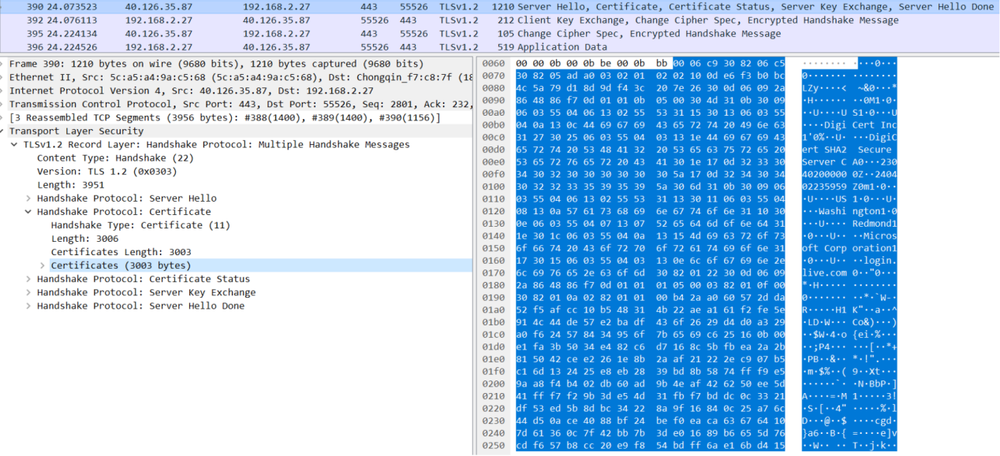 390 24.073523 40.126.35.87 192.168.2.27 443 55526 TLSv1.2 1210 Server Hello, Certificate, Certificate Status, Server Key Exchange, Server Hello Done
392 24.076113 40.126.35.87 192.168.2.27 443 55526 TLSv1.2 212 Client Key Exchange, Change Cipher Spec, Encrypted Handshake Message
395 24.224134 40.126.35.87 192.168.2.27 443 55526 TLSv1.2 105 Change Cipher Spec, Encrypted Handshake Message
396 24.224526 40.126.35.87 192.168.2.27 443 55526 TLSv1.2 519 Application Data
Frame 390: 1210 bytes on wire (9680 bits), 1210 bytes captured (9680 bits)
Ethernet II, Src: 5c:a5:a4:9a:c5:68 (5c:a5:a4:9a:c5:68), Dst: Chongqin_f7:c8:7f (18
Internet Protocol Version 4, Src: 40.126.35.87, Dst: 192.168.2.27
Transmission Control Protocol, Src Port: 443, Dst Port: 55526, Seq: 2801, Ack: 232,
[3 Reassembled TCP Segments (3956 bytes): #388(1400), #389(1400), #390(1156)]
Transport Layer Security
TLSv1.2 Record Layer: Handshake Protocol: Multiple Handshake Messages
Content Type: Handshake (22)
Version: TLS 1.2 (0x0303)
Length: 3951
Handshake Protocol: Server Hello
Handshake Protocol: Certificate
Handshake Type: Certificate (11)
Length: 3006
Certificates Length: 3003
Certificates (3003 bytes)
Handshake Protocol: Certificate Status
Handshake Protocol: Server Key Exchange
Handshake Protocol: Server Hello Done
0060 00 00 0b 00 0b be 00 0b bb 00 06 c9 30 82 06 c5 ············0···
0070 30 82 05 ad a0 03 02 01 02 02 10 0d e6 f3 b0 bc 0···············
0080 4c 5a 79 d1 8d 9d f4 3c 20 7e 26 30 0d 06 09 2a LZy····< ~&0···*
0090 86 48 86 f7 0d 01 01 0b 05 00 30 4d 31 0b 30 09 ·H········0M1·0·
00a0 06 03 55 04 06 13 02 55 53 31 15 30 13 06 03 55 ··U····US1·0···U
00b0 04 0a 13 0c 44 69 67 69 43 65 72 74 20 49 6e 63 ····DigiCert Inc
00c0 31 27 30 25 06 03 55 04 03 13 1e 44 69 67 69 43 1'0%··U····DigiC
00d0 65 72 74 20 53 48 41 32 20 53 65 63 75 72 65 20 ert SHA2 Secure
00e0 53 65 72 76 65 72 20 43 41 30 1e 17 0d 32 33 30 Server CA0···230
00f0 34 30 32 30 30 30 30 30 30 5a 17 0d 32 34 30 34 402000000Z··2404
0100 30 32 32 33 35 39 35 39 5a 30 6d 31 0b 30 09 06 02235959Z0m1·0··
0110 03 55 04 06 13 02 55 53 31 13 30 11 06 03 55 04 ·U····US1·0···U·
0120 08 13 0a 57 61 73 68 69 6e 67 74 6f 6e 31 10 30 ···Washington1·0
0130 0e 06 03 55 04 07 13 07 52 65 64 6d 6f 6e 64 31 ···U····Redmond1
0140 1e 30 1c 06 03 55 04 0a 13 15 4d 69 63 72 6f 73 ·0···U····Micros
0150 6f 66 74 20 43 6f 72 70 6f 72 61 74 69 6f 6e 31 oft Corporation1
0160 17 30 15 06 03 55 04 03 13 0e 6c 6f 67 69 6e 2e ·0···U····login.
0170 6c 69 76 65 2e 63 6f 6d 30 82 01 22 30 0d 06 09 live.com0··"0···
0180 2a 86 48 86 f7 0d 01 01 01 05 00 03 82 01 0f 00 *·H·············
0190 30 82 01 0a 02 82 01 01 00 b4 2a a0 60 57 2d da 0·········*·`W-·
01a0 52 f5 af cc 10 b5 48 31 4b 22 ae a1 61 f2 fe 5e R·····H1K"··a··^
01b0 91 4c 44 de 57 e2 ba df 43 6f 26 29 d4 d0 a3 29 ·LD·W···Co&)···)
01c0 a0 f6 24 57 84 34 95 6f 7b 65 69 c6 25 16 0b 00 ··$W·4·o{ei·%···
01d0 e1 fa 3b 50 34 e4 82 c6 d7 16 8c 5b fb ea 2a 2b ··;P4······[··*+
01e0 81 50 42 ce e2 26 1e 8b 2a af 21 22 2e c9 07 b5 ·PB··&··*·!".···
01f0 c1 6d 13 24 25 e8 eb 28 39 bd 8b 58 74 ff f9 e5 ·m·$%··(9··Xt···
0200 9a a8 f4 b4 02 db 60 ad 9b 4e af 42 62 50 ee 5d ······`··N·BbP·]
0210 41 ff f7 f2 9b 3d e5 4d 31 fb f7 bd dc 0c 33 21 A····=·M1·····3!
0220 df 53 ed 5b 8d bc 34 22 8a 9f 16 84 0c 25 a7 6c ·S·[··4"·····%·l
0230 44 d5 0a ce 40 88 bf 24 be f0 ea ca 63 67 64 10 D···@··$····cgd·
0240 7d 61 36 0c 7f 42 bb 7b 3d e0 16 89 b6 65 5d 76 }a6··B·{=····e]v
0250 cd f6 57 b8 cc 20 e9 f8 54 bd ff 6a e1 6b d4 15 ··W·· ··T··j·k··